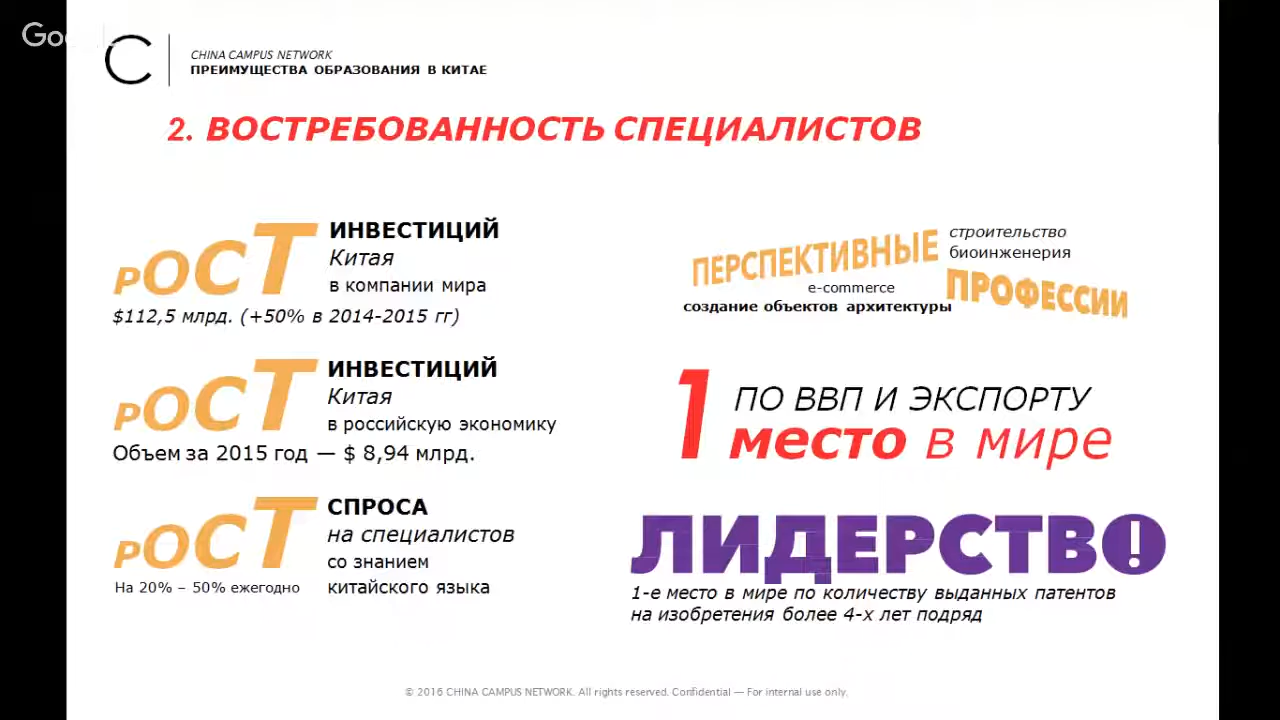 Google
CHINA CAMPUS NETWORK
ПРЕИМУЩЕСТВА ОБРАЗОВАНИЯ В КИТАЕ
2. ВОСТРЕБОВАННОСТЬ СПЕЦИАЛИСТОВ
РОСТ ИНВЕСТИЦИЙ
Китая
в компании мира
$112,5 млрд. (+50% в 2014-2015 гг)
РОСТ ИНВЕСТИЦИЙ
Китая
в российскую экономику
Объем за 2015 год — $ 8,94 млрд.
РОСТ СПРОСА
на специалистов
со знанием
китайского языка
На 20% – 50% ежегодно
ПЕРСПЕКТИВНЫЕ
строительство
биоинженерия
ПРОФЕССИИ
e-commerce
создание объектов архитектуры
1 ПО ВВП И ЭКСПОРТУ
место в мире
ЛИДЕРСТВО!
1-е место в мире по количеству выданных патентов
на изобретения более 4-х лет подряд
© 2016 CHINA CAMPUS NETWORK. All rights reserved. Confidential — For internal use only.